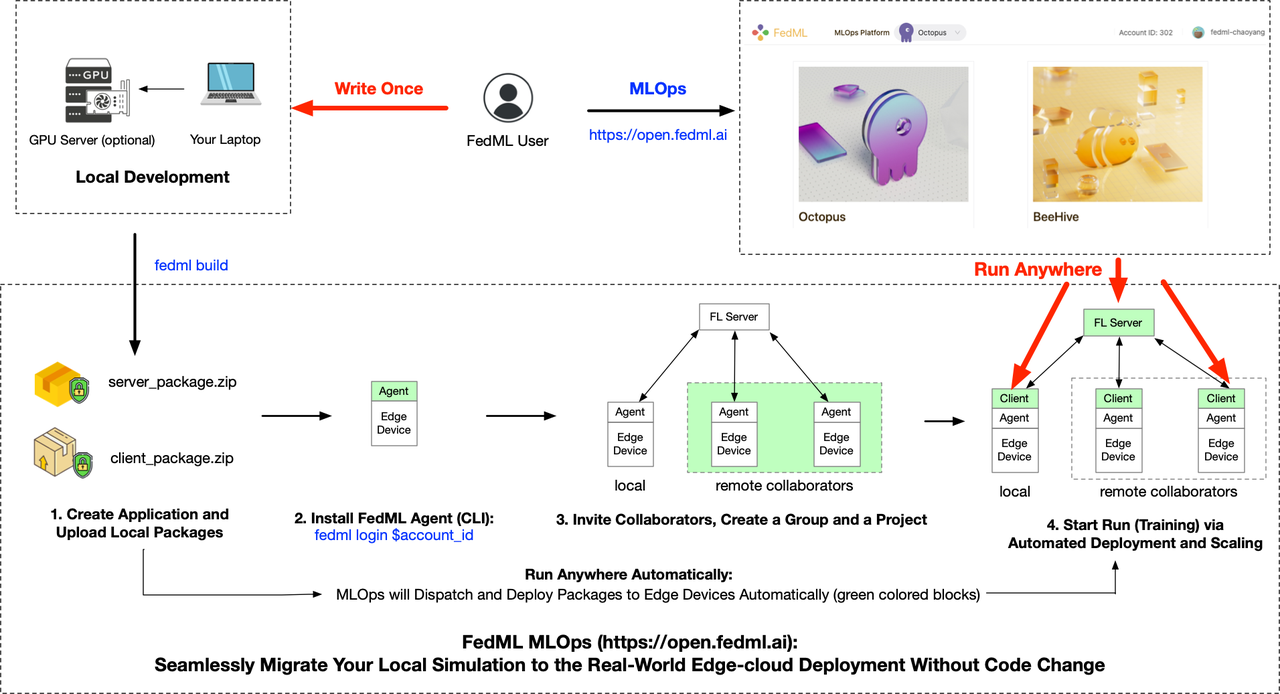 GPU
GPU Server (optional)
Your Laptop
Local Development
Write Once
FedML User
MLOps
https://open.fedml.ai
FedML
MLOps Platform
Octopus
Account ID: 302
fedml-chaoyang
Octopus
BeeHive
fedml build
Run Anywhere
server_package.zip
client_package.zip
1. Create Application and
Upload Local Packages
Agent
Edge
Device
2. Install FedML Agent (CLI):
fedml login $account_id
FL Server
Agent
Edge
Device
Agent
Edge
Device
Agent
Edge
Device
local
remote collaborators
3. Invite Collaborators, Create a Group and a Project
FL Server
Client
Agent
Edge
Device
Client
Agent
Edge
Device
Client
Agent
Edge
Device
local
remote collaborators
4. Start Run (Training) via
Automated Deployment and Scaling
Run Anywhere Automatically:
MLOps will Dispatch and Deploy Packages to Edge Devices Automatically (green colored blocks)
FedML MLOps (https://open.fedml.ai):
Seamlessly Migrate Your Local Simulation to the Real-World Edge-cloud Deployment Without Code Change